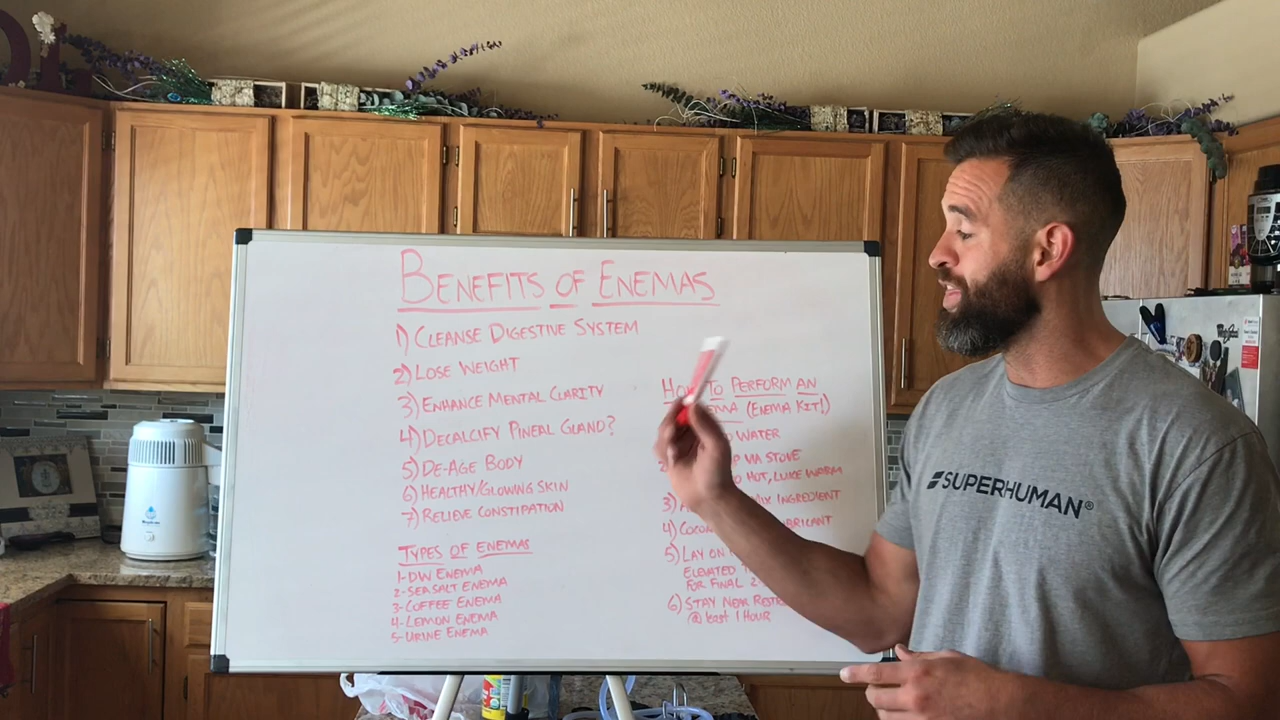 BENEFITS OF ENEMAS
1) CLEANSE DIGESTIVE SYSTEM
2) LOSE WEIGHT
3) ENHANCE MENTAL CLARITY
4) DECALCIFY PINEAL GLAND?
5) DE-AGE BODY
6) HEALTHY/GLOWING SKIN
7) RELIEVE CONSTIPATION
TYPES OF ENEMAS
1-DW ENEMA
2-SEA SALT ENEMA
3-COFFEE ENEMA
4-LEMON ENEMA
5-URINE ENEMA
HOW TO PERFORM AN
(ENEMA KIT!)
WATER
VIA STOVE
HOT, LUKE WARM
3) INGREDIENT
4)
5) LAY ON
ELEVATED
FOR FINAL 2
6) STAY NEAR
@ least 1 HOUR
SUPERHUMAN®